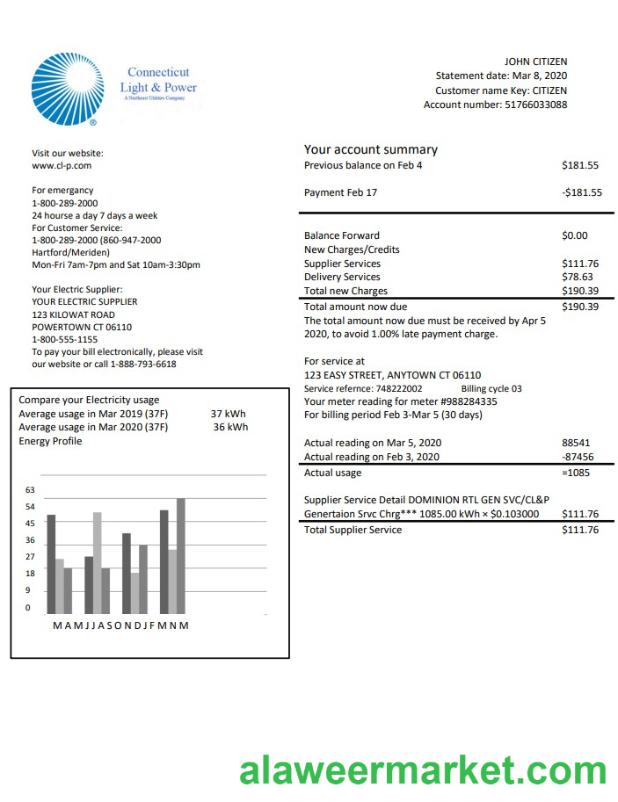 Connecticut
Light & Power
A Northeast Utilities Company
®
JOHN CITIZEN
Statement date: Mar 8, 2020
Customer name Key: CITIZEN
Account number: 51766033088
Visit our website:
www.cl-p.com
For emergancy
1-800-289-2000
24 hourse a day 7 days a week
For Customer Service:
1-800-289-2000 (860-947-2000
Hartford/Meriden)
Mon-Fri 7am-7pm and Sat 10am-3:30pm
Your Electric Supplier:
YOUR ELECTRIC SUPPLIER
123 KILOWAT ROAD
POWERTOWN CT 06110
1-800-555-1155
To pay your bill electronically, please visit
our website or call 1-888-793-6618
Compare your Electricity usage
Average usage in Mar 2019 (37F) 37 kWh
Average usage in Mar 2020 (37F) 36 kWh
Energy Profile
63
54
45
36
27
18
9
0
M A M J J A S O N D J F M N M
Your account summary
Previous balance on Feb 4 $181.55
Payment Feb 17 -$181.55
Balance Forward $0.00
New Charges/Credits
Supplier Services $111.76
Delivery Services $78.63
Total new Charges $190.39
Total amount now due $190.39
The total amount now due must be received by Apr 5
2020, to avoid 1.00% late payment charge.
For service at
123 EASY STREET, ANYTOWN CT 06110
Service refernce: 748222002 Billing cycle 03
Your meter reading for meter #988284335
For billing period Feb 3-Mar 5 (30 days)
Actual reading on Mar 5, 2020 88541
Actual reading on Feb 3, 2020 -87456
Actual usage =1085
Supplier Service Detail DOMINION RTL GEN SVC/CL&P
Genertaion Srvc Chrg*** 1085.00 kWh × $0.103000 $111.76
Total Supplier Service $111.76
alaweermarket.com